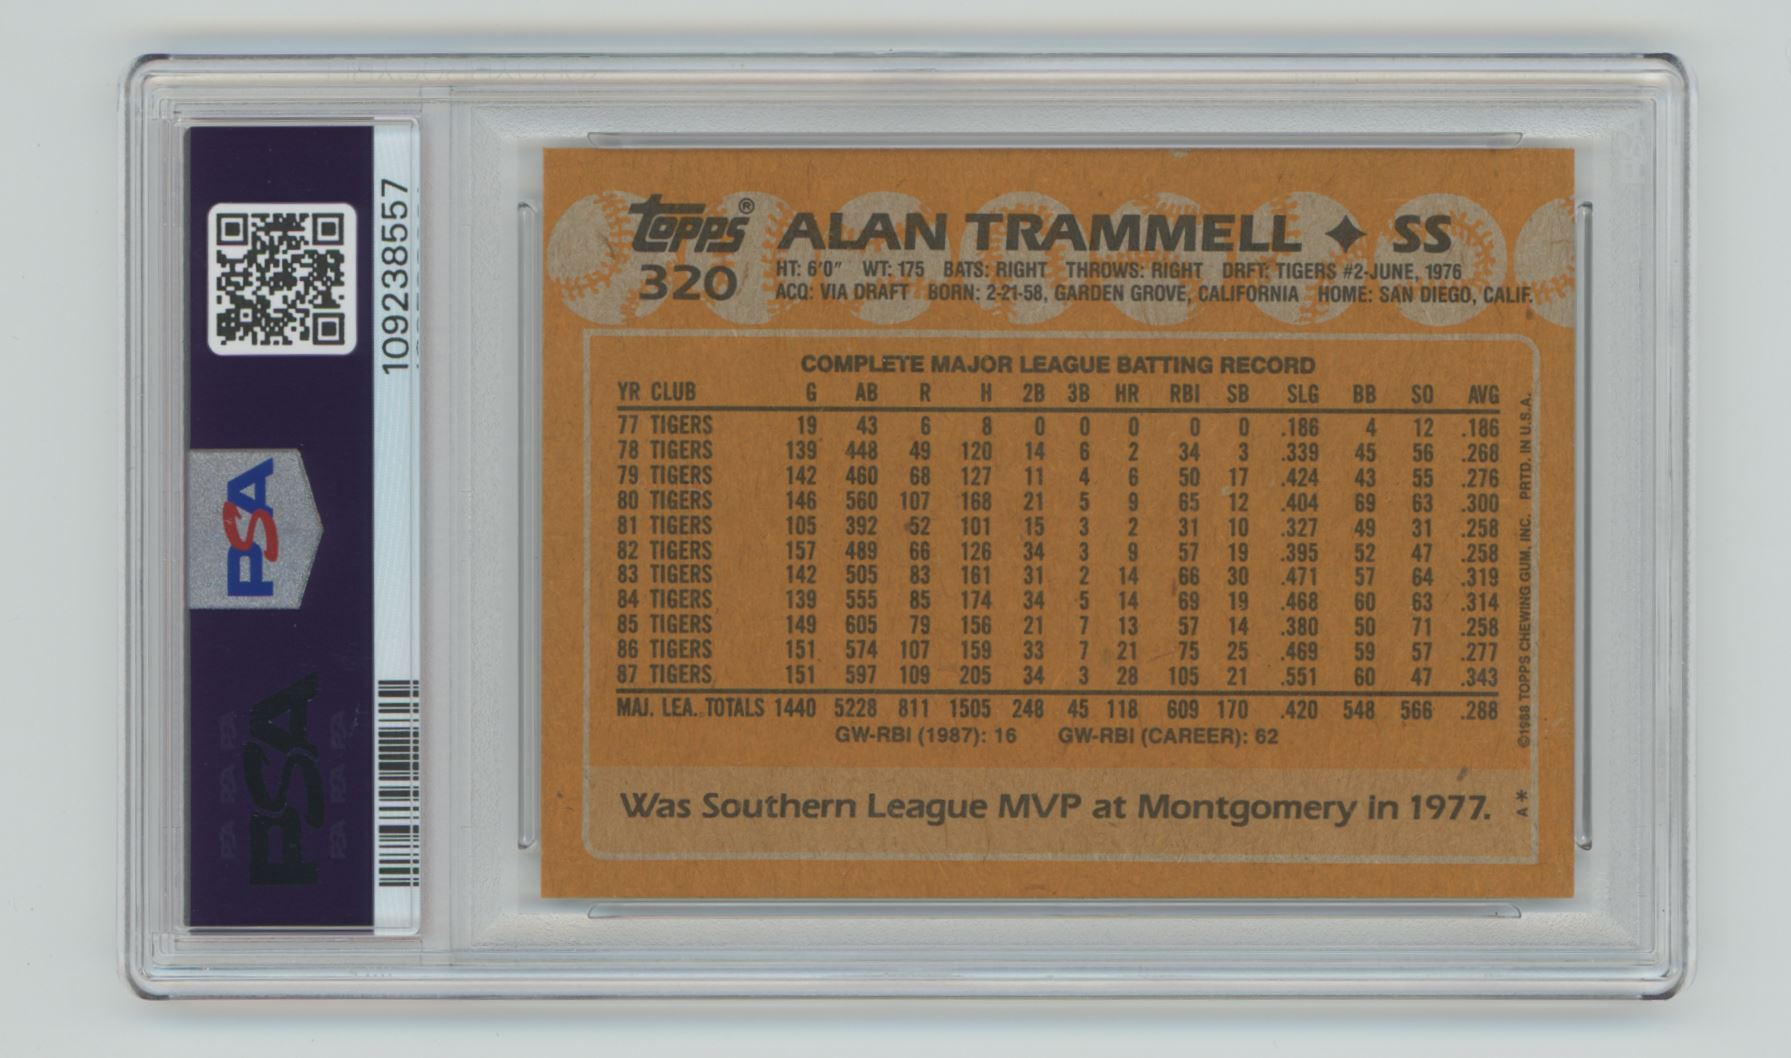 109238557
PSA
PSA
PSA PSA PSA
PSA PSA PSA
topps® ALAN TRAMMELL ✦ SS
320
HT: 6'0" WT: 175 BATS: RIGHT THROWS: RIGHT DRFT: TIGERS #2-JUNE, 1976
ACQ: VIA DRAFT BORN: 2-21-58, GARDEN GROVE, CALIFORNIA HOME: SAN DIEGO, CALIF.
COMPLETE MAJOR LEAGUE BATTING RECORD
YR CLUB G AB R H 2B 3B HR RBI SB SLG BB SO AVG
77 TIGERS 19 43 6 8 0 0 0 0 0 .186 4 12 .186
78 TIGERS 139 448 49 120 14 6 2 34 3 .339 45 56 .268
79 TIGERS 142 460 68 127 11 4 6 50 17 .424 43 55 .276
80 TIGERS 146 560 107 168 21 5 9 65 12 .404 69 63 .300
81 TIGERS 105 392 52 101 15 3 2 31 10 .327 49 31 .258
82 TIGERS 157 489 66 126 34 3 9 57 19 .395 52 47 .258
83 TIGERS 142 505 83 161 31 2 14 66 30 .471 57 64 .319
84 TIGERS 139 555 85 174 34 5 14 69 19 .468 60 63 .314
85 TIGERS 149 605 79 156 21 7 13 57 14 .380 50 71 .258
86 TIGERS 151 574 107 159 33 7 21 75 25 .469 59 57 .277
87 TIGERS 151 597 109 205 34 3 28 105 21 .551 60 47 .343
MAJ. LEA. TOTALS 1440 5228 811 1505 248 45 118 609 170 .420 548 566 .288
GW-RBI (1987): 16 GW-RBI (CAREER): 62
Was Southern League MVP at Montgomery in 1977.
A* ©1988 TOPPS CHEWING GUM, INC. PRTD. IN U.S.A.